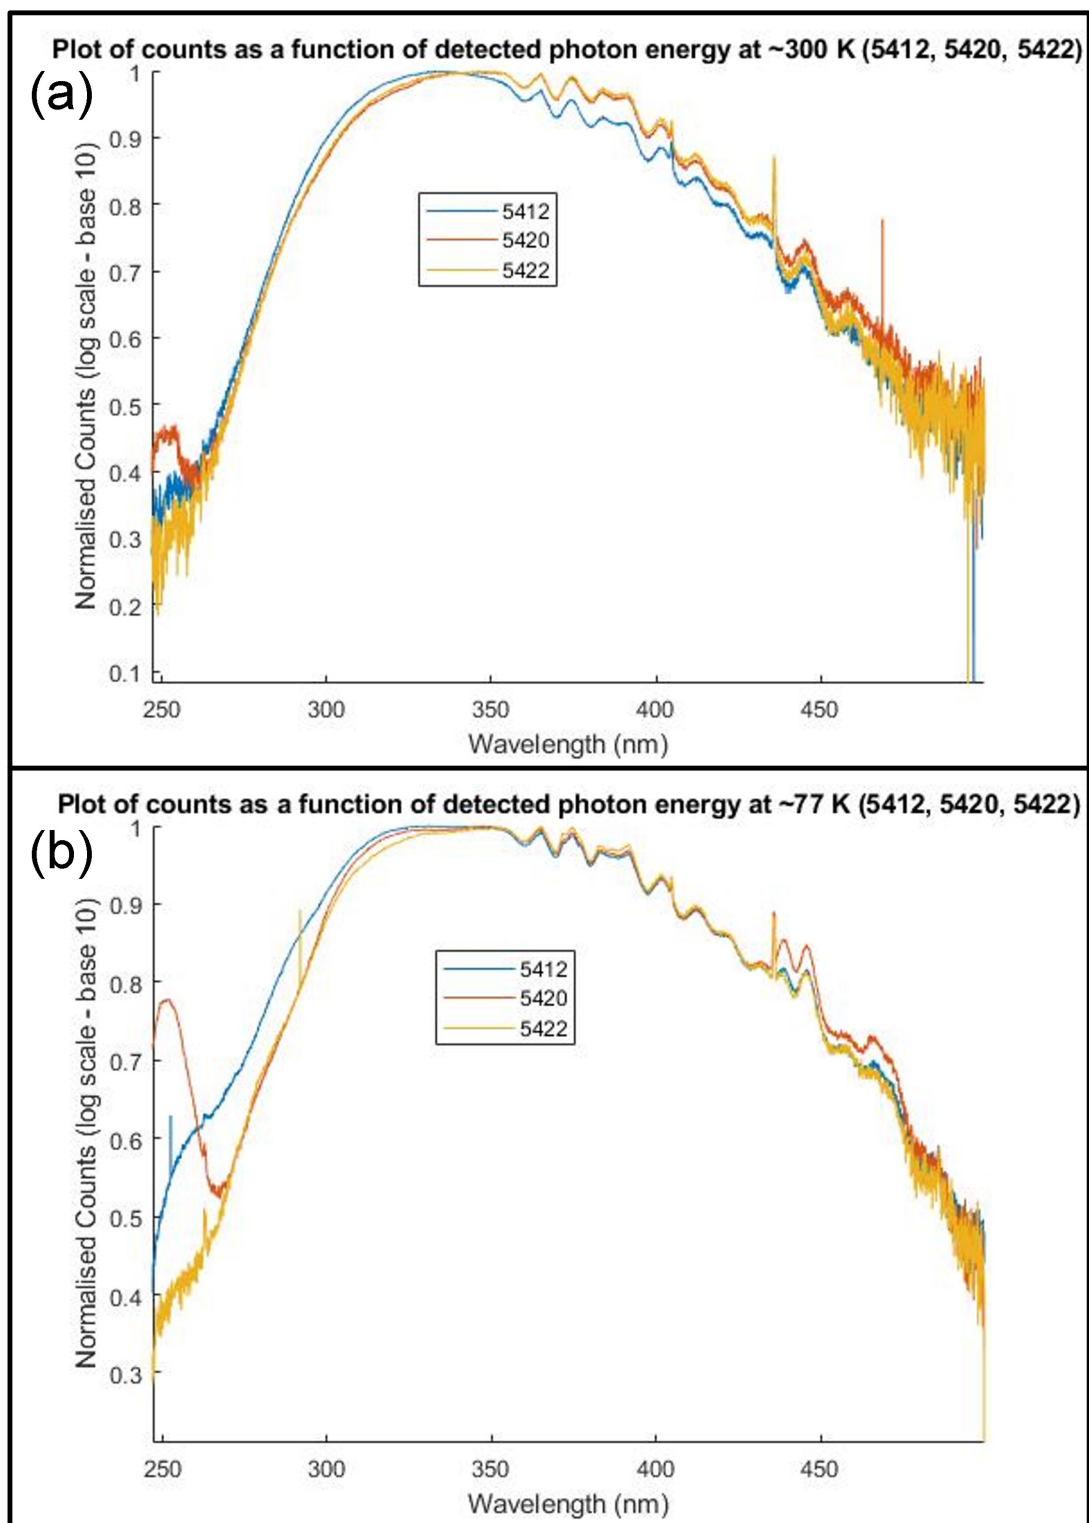 Plot of counts as a function of detected photon energy at ~300 K (5412, 5420, 5422)
(a)
1
0.9
0.8
0.7
0.6
0.5
0.4
0.3
0.2
0.1
Normalised Counts (log scale - base 10)
5412
5420
5422
250 300 350 400 450
Wavelength (nm)
Plot of counts as a function of detected photon energy at ~77 K (5412, 5420, 5422)
(b)
1
0.9
0.8
0.7
0.6
0.5
0.4
0.3
Normalised Counts (log scale - base 10)
5412
5420
5422
250 300 350 400 450
Wavelength (nm)